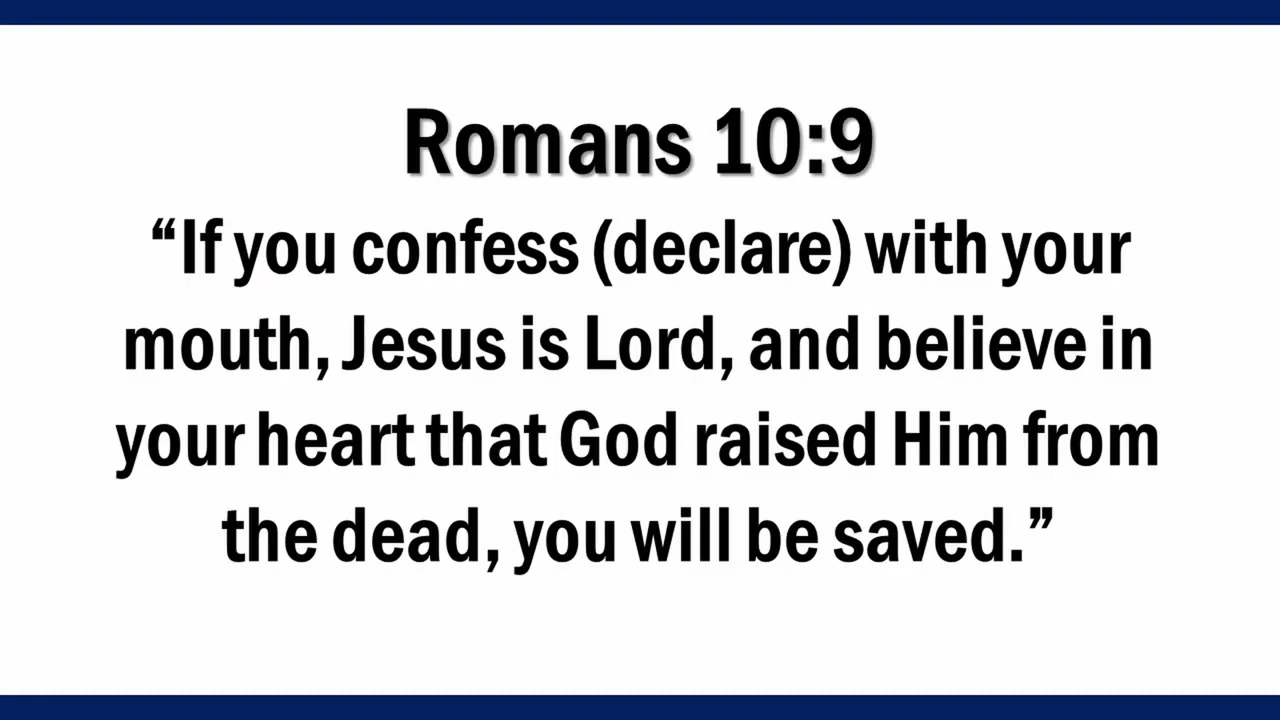 Romans 10:9
“If you confess (declare) with your
mouth, Jesus is Lord, and believe in
your heart that God raised Him from
the dead, you will be saved.”